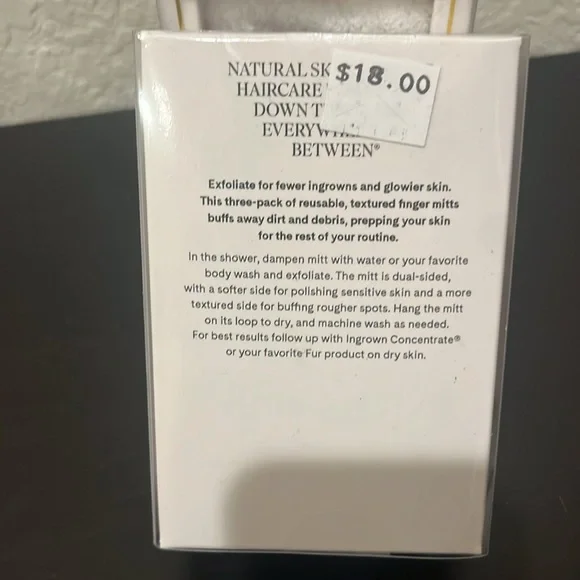 NATURAL SK
$18.00
HAIRCARE
DOWN T
EVERYW
BETWEEN®
Exfoliate for fewer ingrowns and glowier skin.
This three-pack of reusable, textured finger mitts
buffs away dirt and debris, prepping your skin
for the rest of your routine.
In the shower, dampen mitt with water or your favorite
body wash and exfoliate. The mitt is dual-sided,
with a softer side for polishing sensitive skin and a more
textured side for buffing rougher spots. Hang the mitt
on its loop to dry, and machine wash as needed.
For best results follow up with Ingrown Concentrate®
or your favorite Fur product on dry skin.